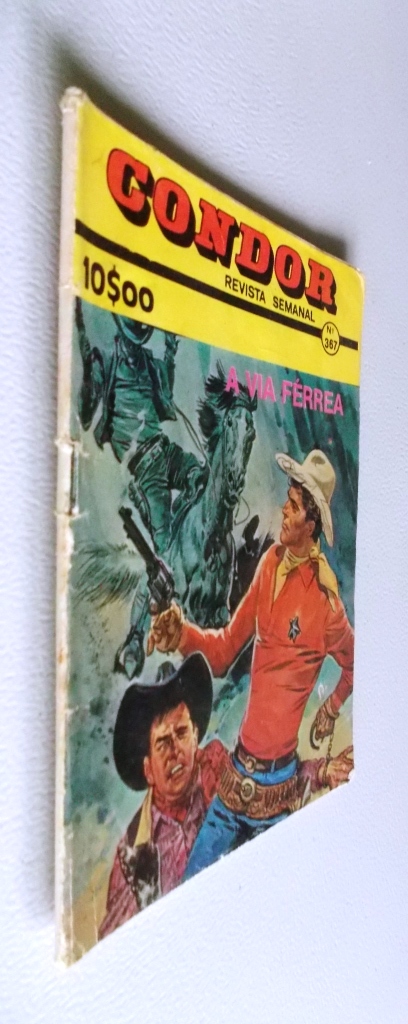 CONDOR
REVISTA SEMANAL
10$00
Nº
367
A VIA FÉRREA